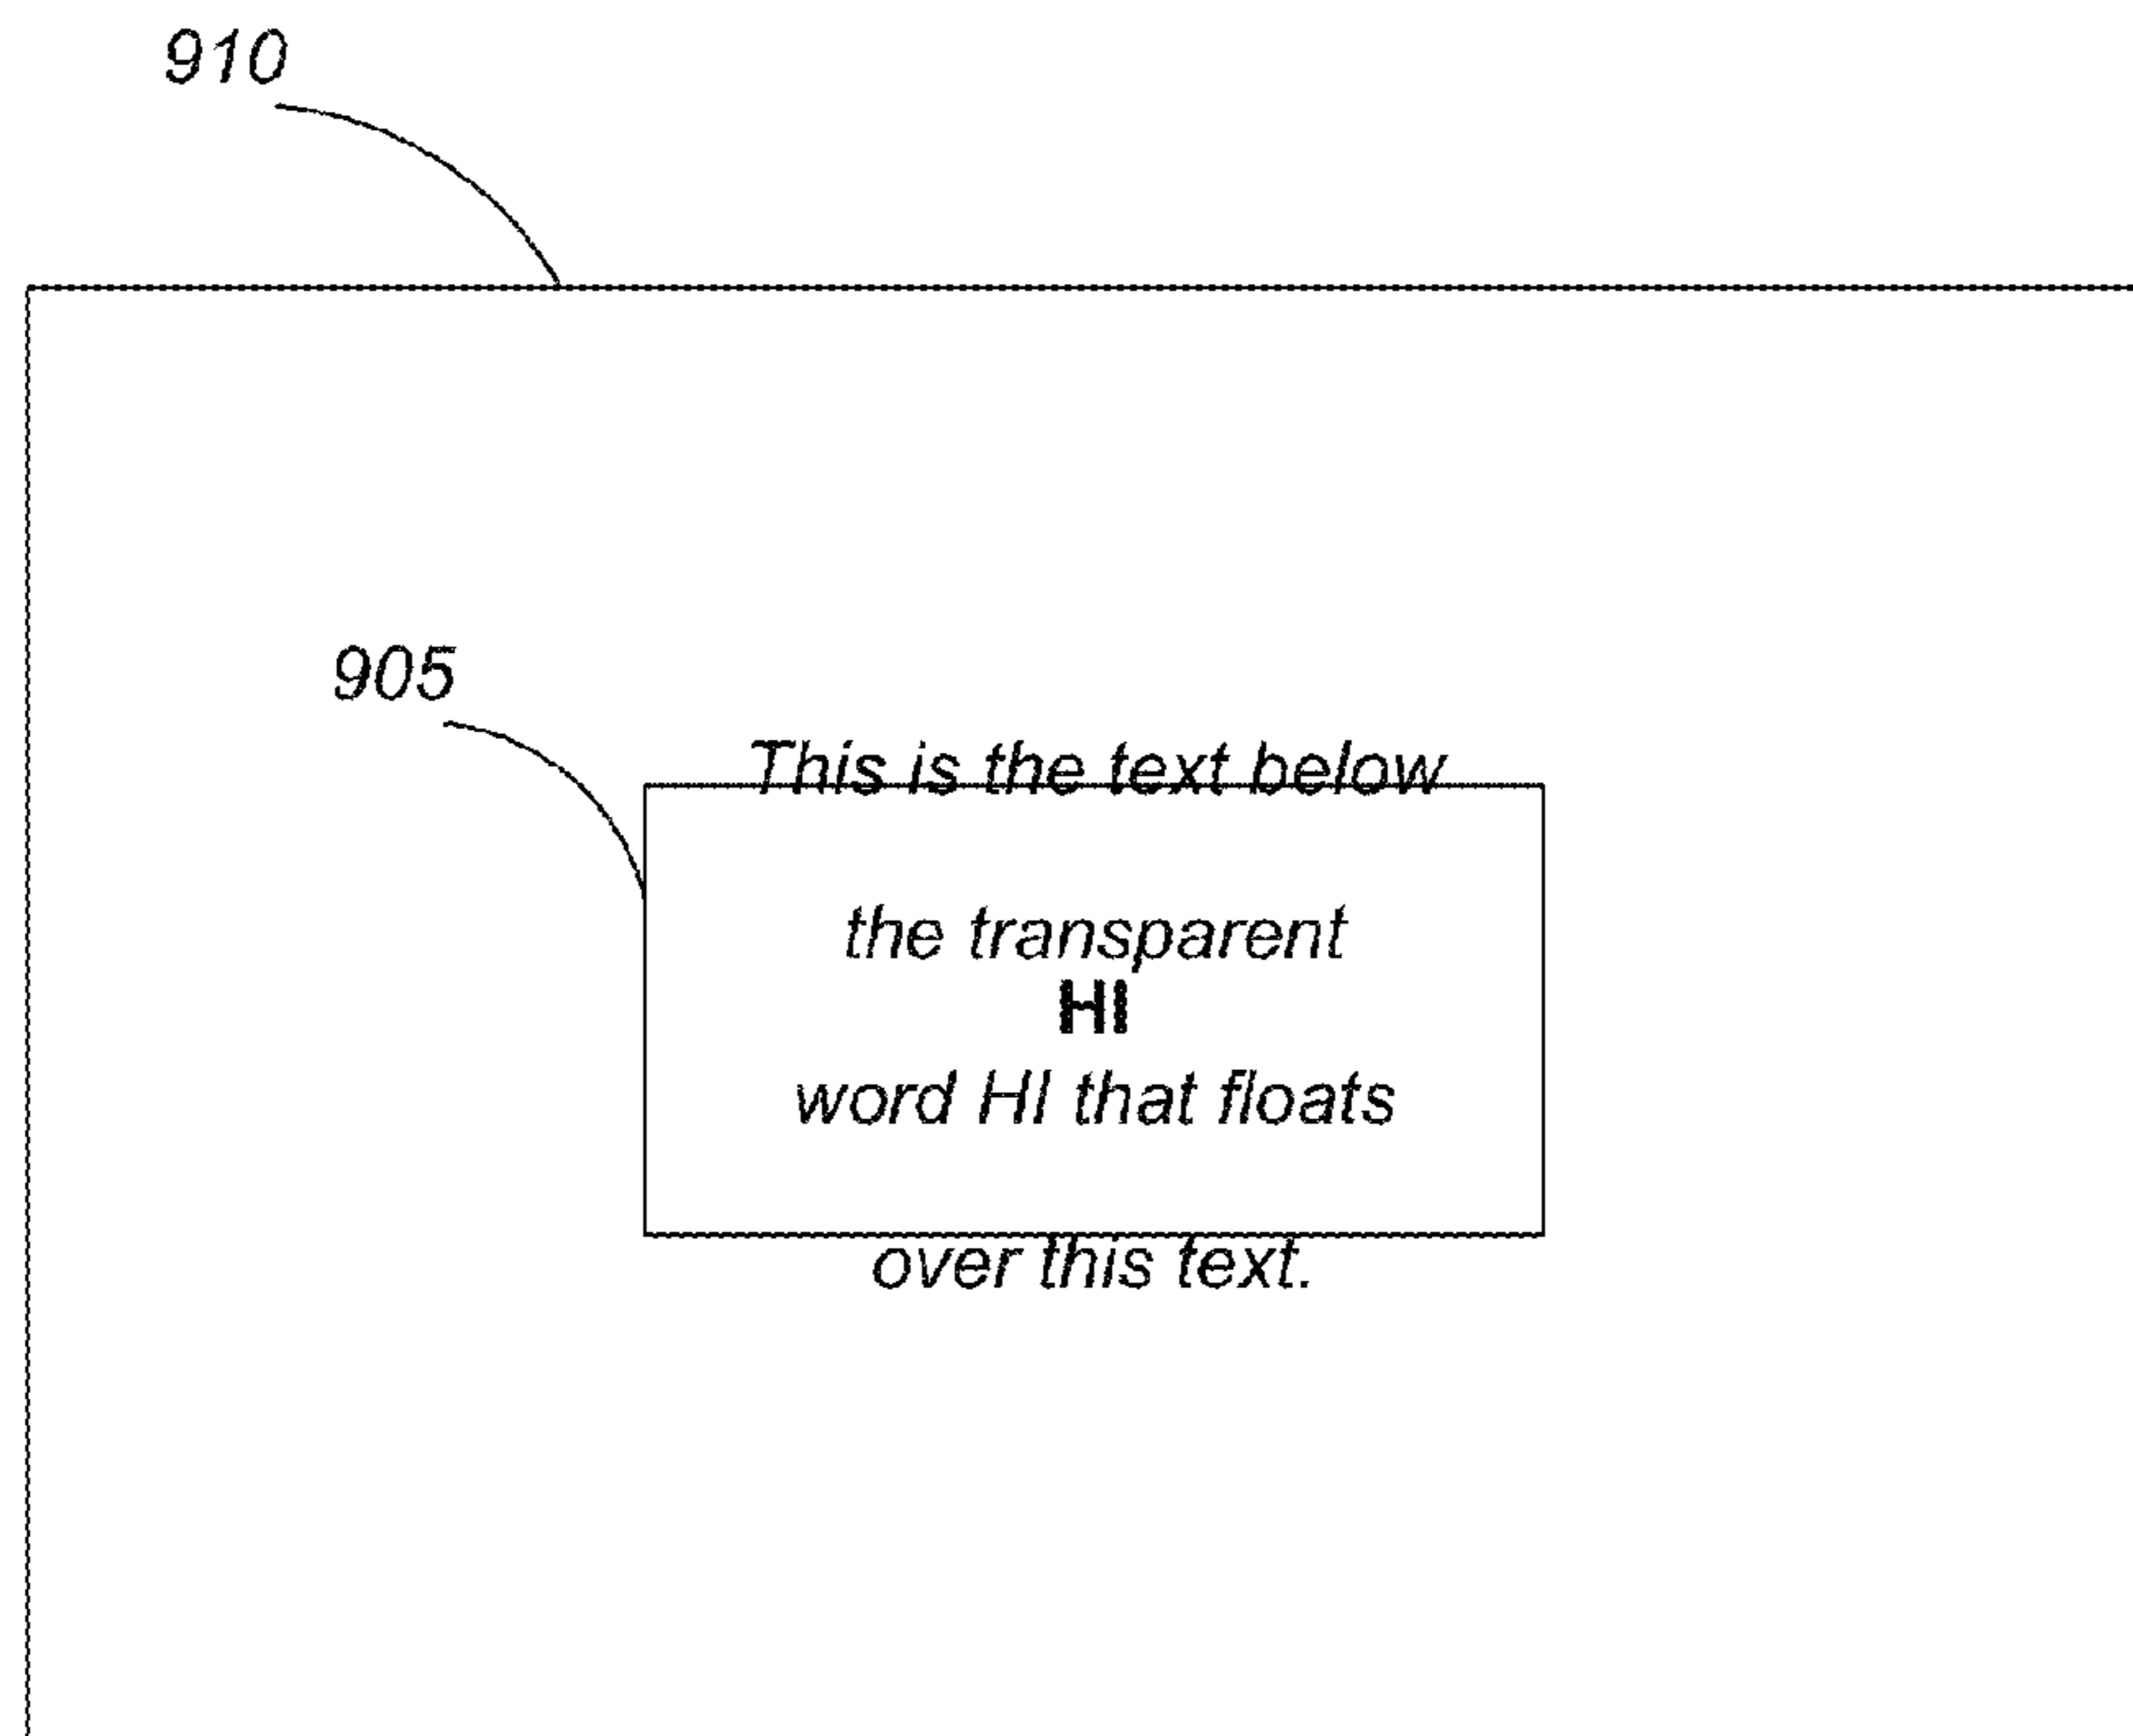 910
905
This is the text below
the transparent
HI
word HI that floats
over this text.